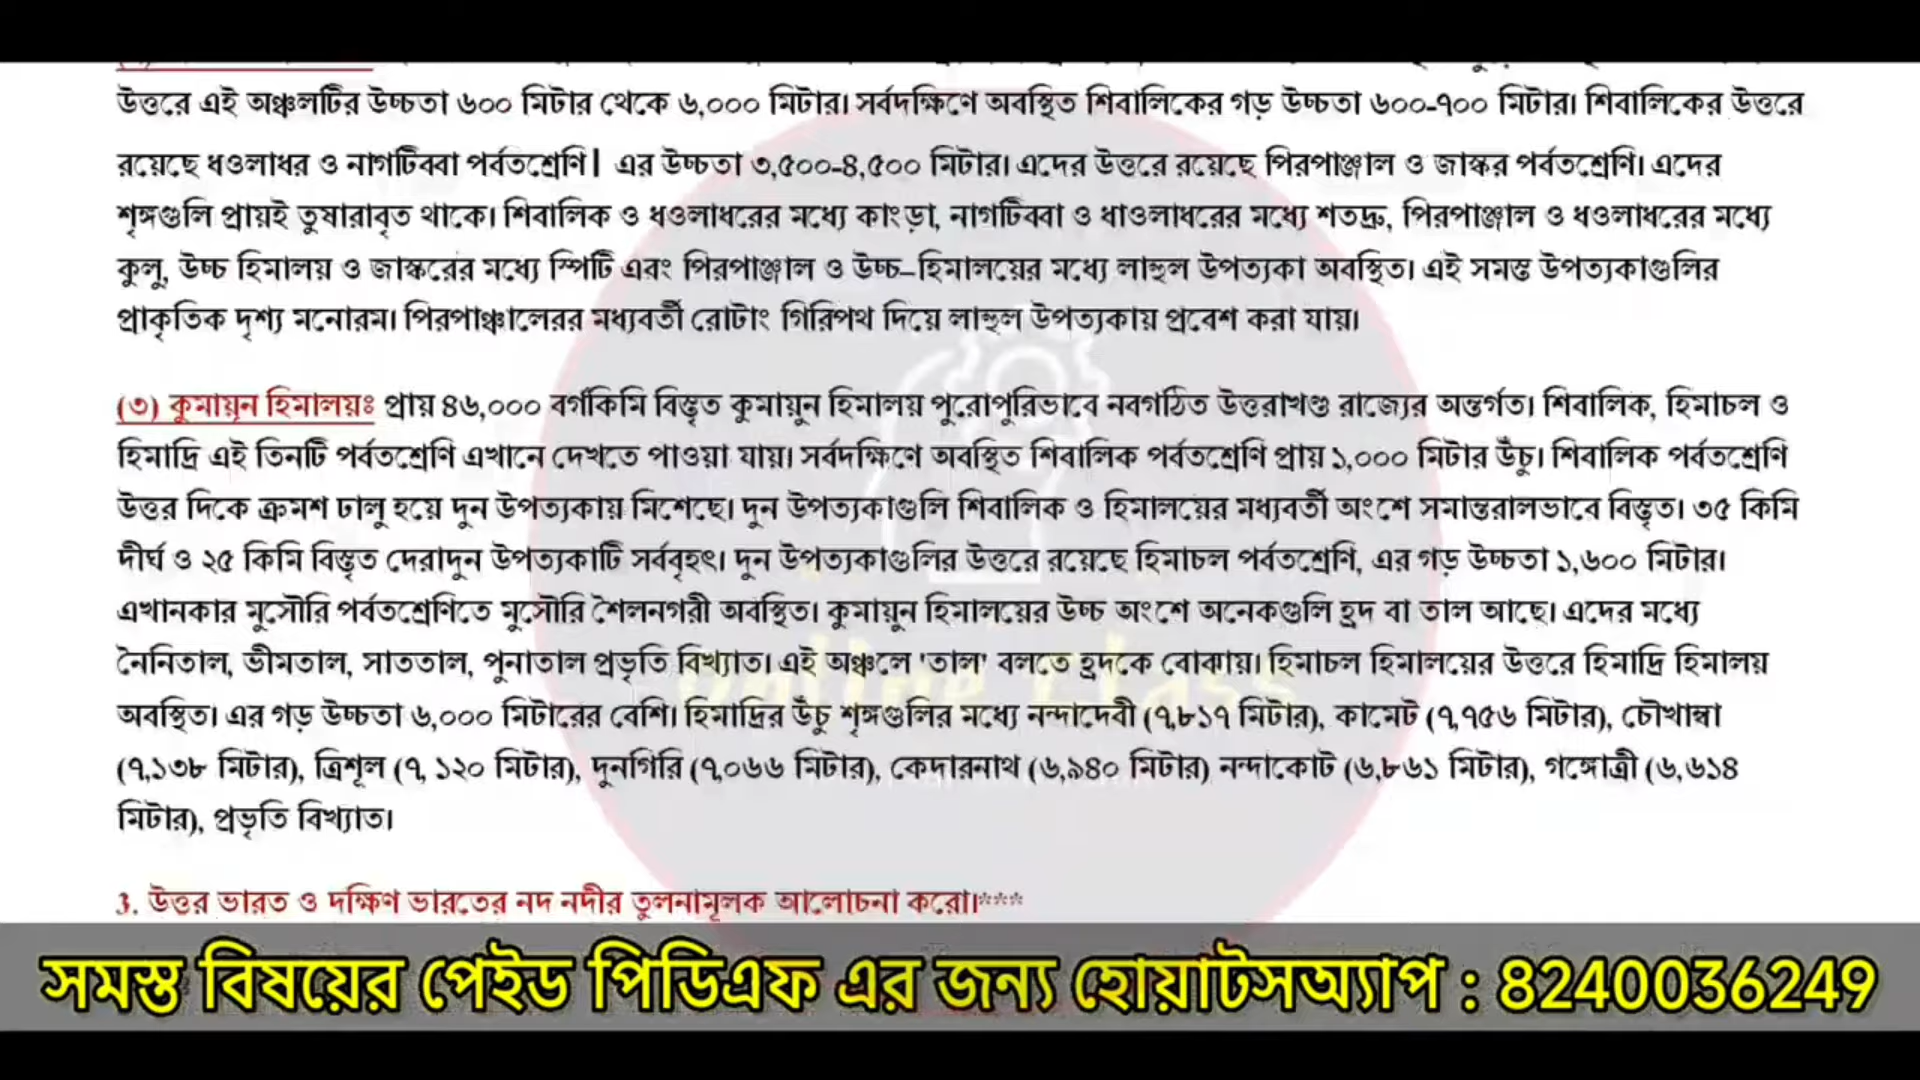 উত্তরে এই অঞ্চলটির উচ্চতা ৬০০ মিটার থেকে ৬,০০০ মিটার। সর্বদক্ষিণে অবস্থিত শিবালিকের গড় উচ্চতা ৬০০-৭০০ মিটার। শিবালিকের উত্তরে
রয়েছে ধওলাধর ও নাগটিববা পর্বতশ্রেণি। এর উচ্চতা ৩,৫০০-৪,৫০০ মিটার। এদের উত্তরে রয়েছে পিরপাঞ্জাল ও জাস্কর পর্বতশ্রেণি। এদের
শৃঙ্গগুলি প্রায়ই তুষারাবৃত থাকে। শিবালিক ও ধওলাধরের মধ্যে কাংড়া, নাগটিববা ও ধাওলাধরের মধ্যে শতদ্রু, পিরপাঞ্জাল ও ধওলাধরের মধ্যে
কুলু, উচ্চ হিমালয় ও জাস্করের মধ্যে স্পিটি এবং পিরপাঞ্জাল ও উচ্চ–হিমালয়ের মধ্যে লাহুল উপত্যকা অবস্থিত। এই সমস্ত উপত্যকাগুলির
প্রাকৃতিক দৃশ্য মনোরম। পিরপাঞ্চালেরর মধ্যবর্তী রোটাং গিরিপথ দিয়ে লাহুল উপত্যকায় প্রবেশ করা যায়।
(৩) কুমায়ুন হিমালয়ঃ প্রায় ৪৬,০০০ বর্গকিমি বিস্তৃত কুমায়ুন হিমালয় পুরোপুরিভাবে নবগঠিত উত্তরাখণ্ড রাজ্যের অন্তর্গত। শিবালিক, হিমাচল ও
হিমাদ্রি এই তিনটি পর্বতশ্রেণি এখানে দেখতে পাওয়া যায়। সর্বদক্ষিণে অবস্থিত শিবালিক পর্বতশ্রেণি প্রায় ১,০০০ মিটার উঁচু। শিবালিক পর্বতশ্রেণি
উত্তর দিকে ক্রমশ ঢালু হয়ে দুন উপত্যকায় মিশেছে। দুন উপত্যকাগুলি শিবালিক ও হিমালয়ের মধ্যবর্তী অংশে সমান্তরালভাবে বিস্তৃত। ৩৫ কিমি
দীর্ঘ ও ২৫ কিমি বিস্তৃত দেরাদুন উপত্যকাটি সর্ববৃহৎ। দুন উপত্যকাগুলির উত্তরে রয়েছে হিমাচল পর্বতশ্রেণি, এর গড় উচ্চতা ১,৬০০ মিটার।
এখানকার মুসৌরি পর্বতশ্রেণিতে মুসৌরি শৈলনগরী অবস্থিত। কুমায়ুন হিমালয়ের উচ্চ অংশে অনেকগুলি হ্রদ বা তাল আছে। এদের মধ্যে
নৈনিতাল, ভীমতাল, সাততাল, পুনাতাল প্রভৃতি বিখ্যাত। এই অঞ্চলে 'তাল' বলতে হ্রদকে বোঝায়। হিমাচল হিমালয়ের উত্তরে হিমাদ্রি হিমালয়
অবস্থিত। এর গড় উচ্চতা ৬,০০০ মিটারের বেশি। হিমাদ্রির উঁচু শৃঙ্গগুলির মধ্যে নন্দাদেবী (৭,৮১৭ মিটার), কামেট (৭,৭৫৬ মিটার), চৌখাম্বা
(৭,১৩৮ মিটার), ত্রিশূল (৭, ১২০ মিটার), দুনগিরি (৭,০৬৬ মিটার), কেদারনাথ (৬,৯৪০ মিটার) নন্দাকোট (৬,৮৬১ মিটার), গঙ্গোত্রী (৬,৬১৪
মিটার), প্রভৃতি বিখ্যাত।
Online Class
3. উত্তর ভারত ও দক্ষিণ ভারতের নদ নদীর তুলনামূলক আলোচনা করো।***
সমস্ত বিষয়ের পেইড পিডিএফ এর জন্য হোয়াটসঅ্যাপ : 8240036249